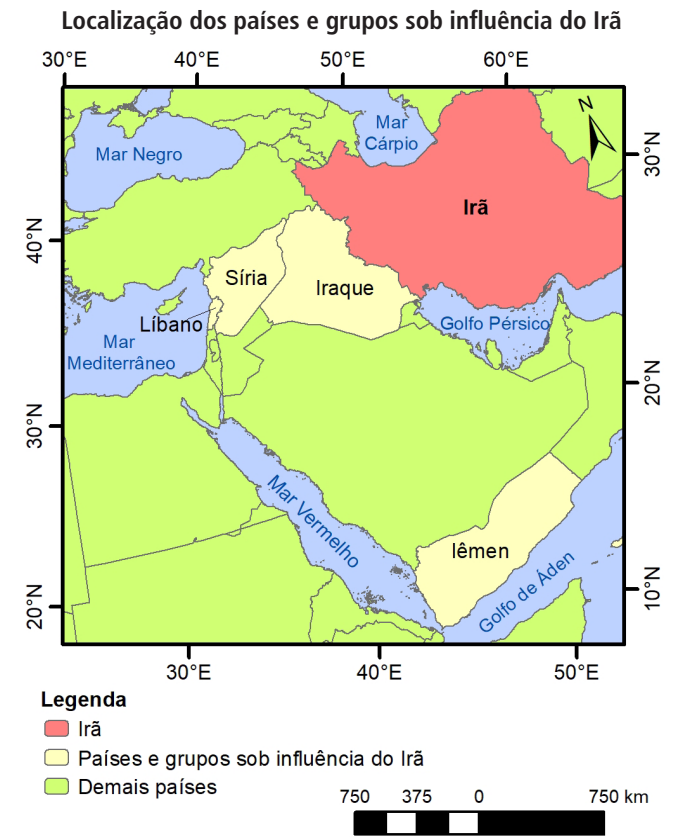 Localização dos países e grupos sob influência do Irã
30°E 40°E 50°E 60°E
N
Mar
Cárpio
Mar Negro
30°N
Irã
40°N
Síria
Iraque
Líbano
Golfo Pérsico
Mar
Mediterrâneo
20°N
30°N
Mar Vermelho
Iêmen
Golfo de Áden
10°N
20°N
30°E 40°E 50°E
Legenda
Irã
Países e grupos sob influência do Irã
Demais países
750 375 0 750 km